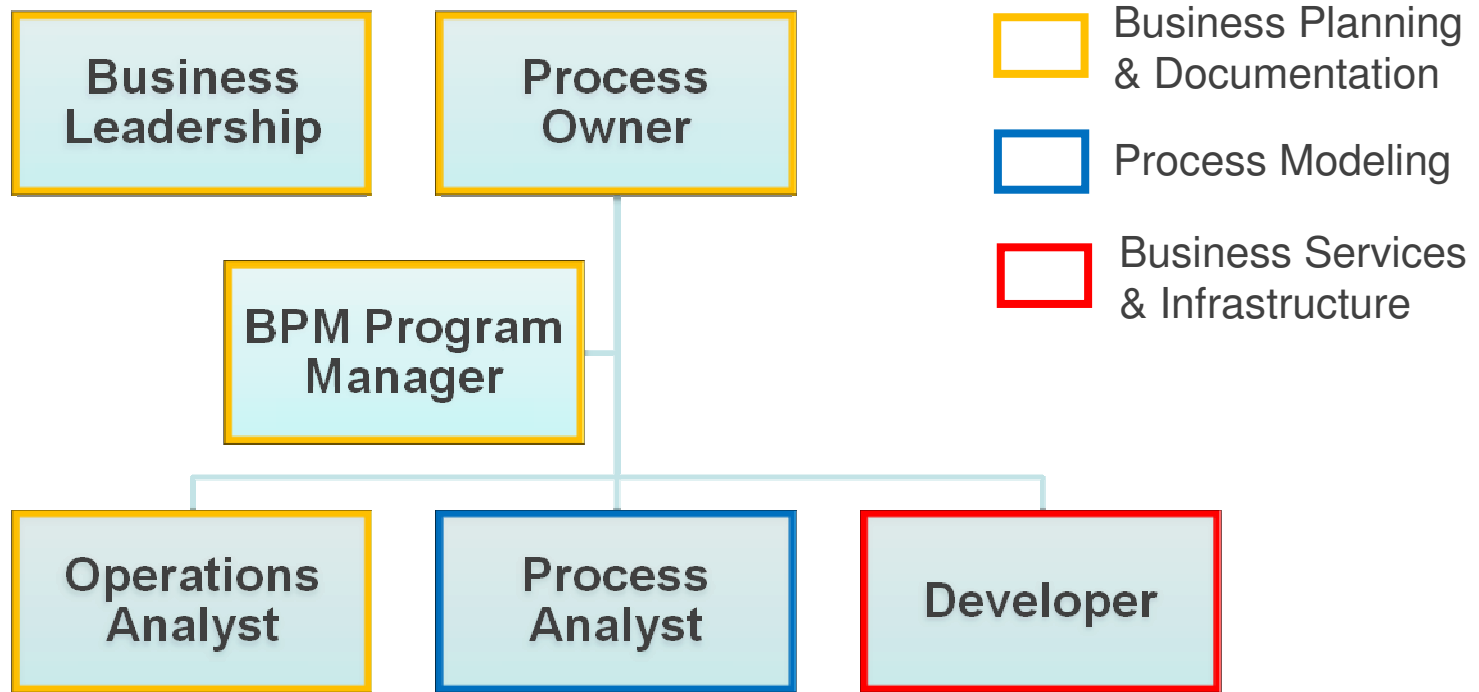 Business
Leadership
Process
Owner
Business Planning
& Documentation
Process Modeling
Business Services
& Infrastructure
BPM Program
Manager
Operations
Analyst
Process
Analyst
Developer